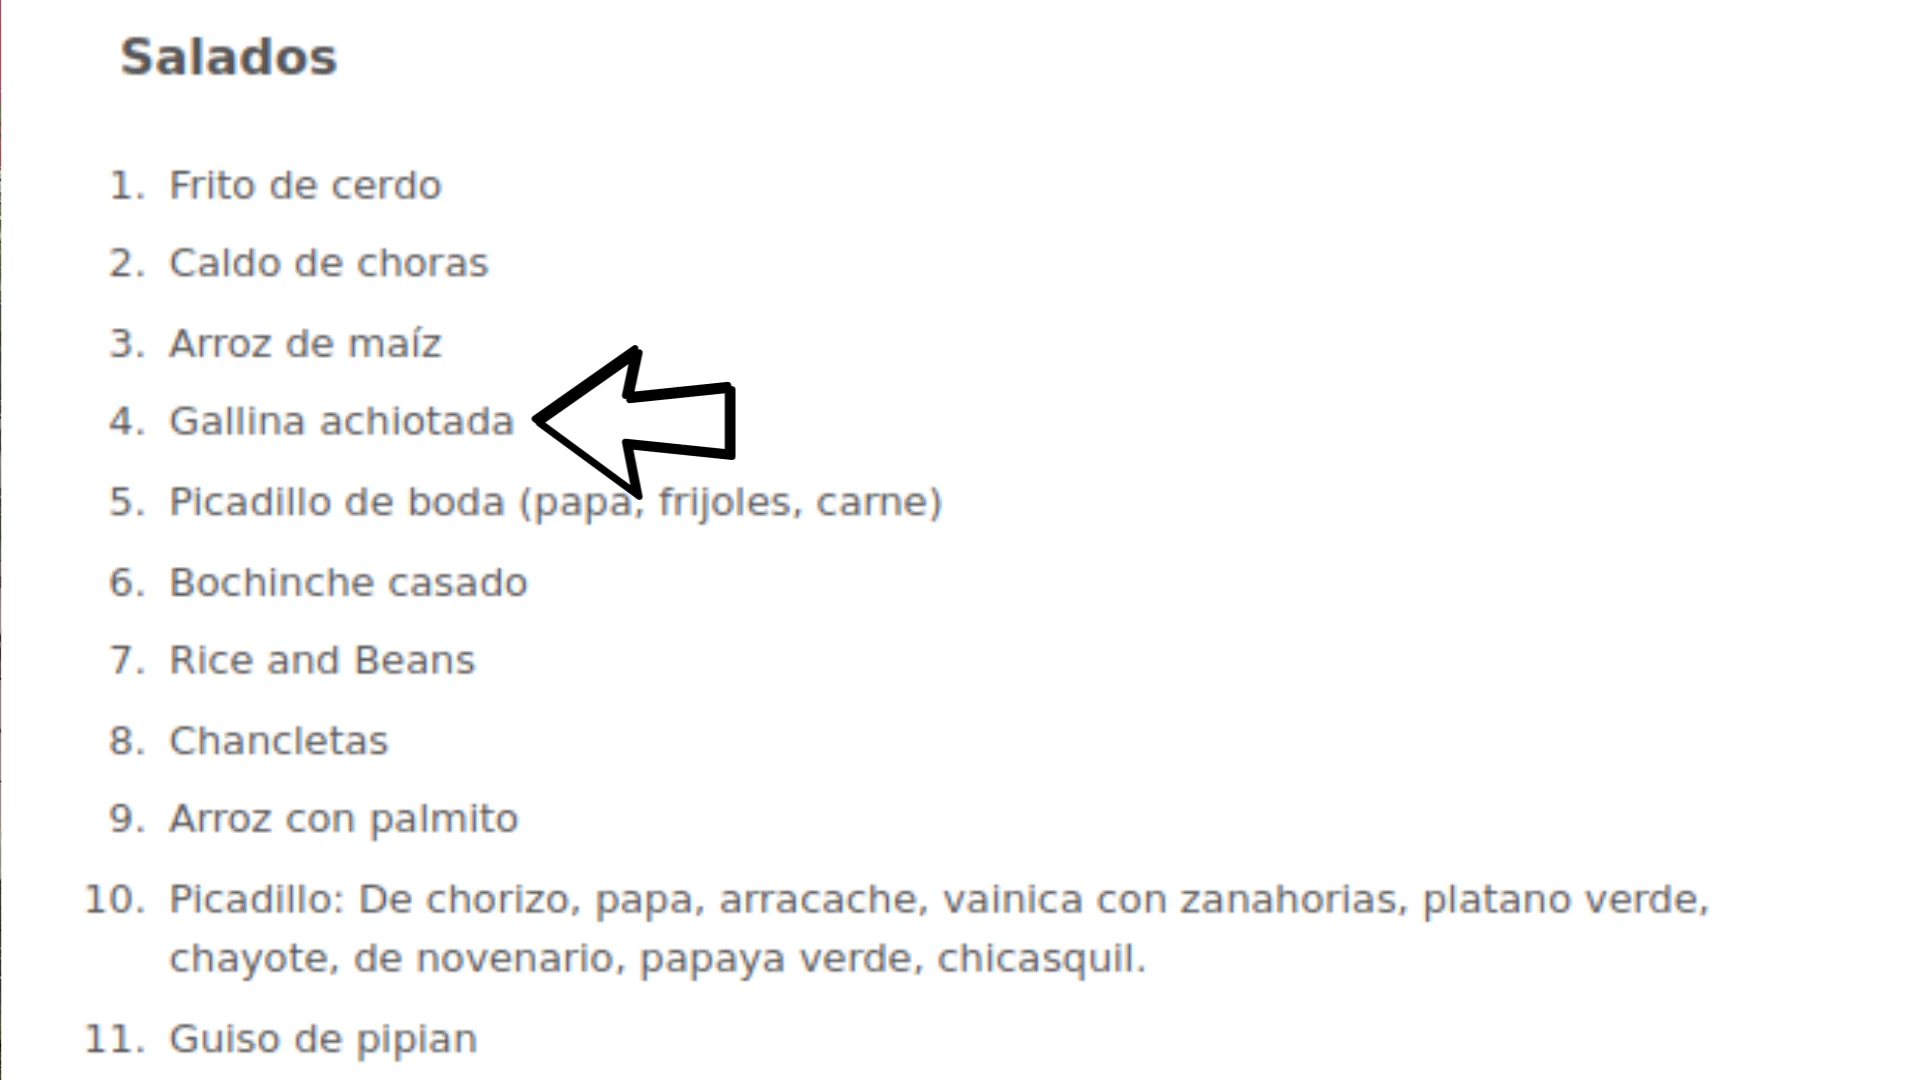 Salados
1. Frito de cerdo
2. Caldo de choras
3. Arroz de maíz
4. Gallina achiotada
5. Picadillo de boda (papa, frijoles, carne)
6. Bochinche casado
7. Rice and Beans
8. Chancletas
9. Arroz con palmito
10. Picadillo: De chorizo, papa, arracache, vainica con zanahorias, platano verde,
chayote, de novenario, papaya verde, chicasquil.
11. Guiso de pipian